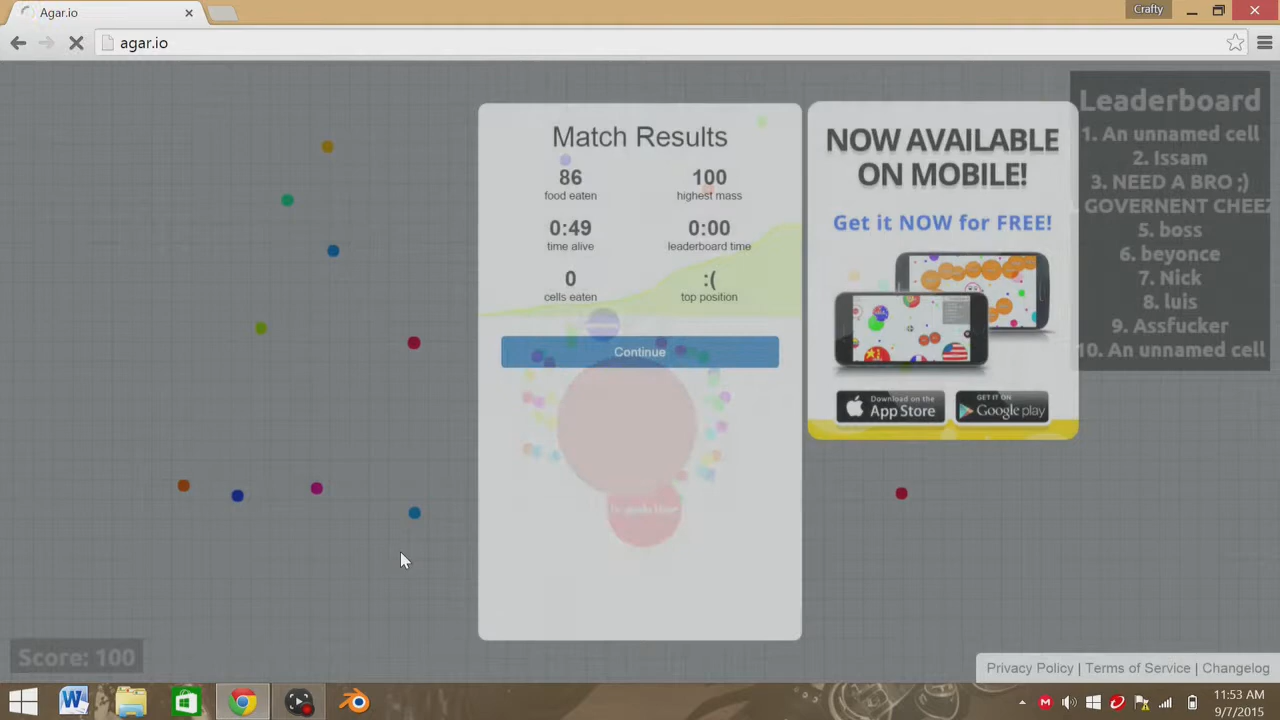 Agar.io
Crafty
agar.io
Match Results
86
food eaten
100
highest mass
0:49
time alive
0:00
leaderboard time
0
cells eaten
:(
top position
Continue
NOW AVAILABLE
ON MOBILE!
Get it NOW for FREE!
Download on the
App Store
GET IT ON
Google play
Leaderboard
1. An unnamed cell
2. Issam
3. NEED A BRO ;)
GOVERNENT CHEEZ
5. boss
6. beyonce
7. Nick
8. luis
9. Assfucker
10. An unnamed cell
Score: 100
Privacy Policy | Terms of Service | Changelog
11:53 AM
9/7/2015